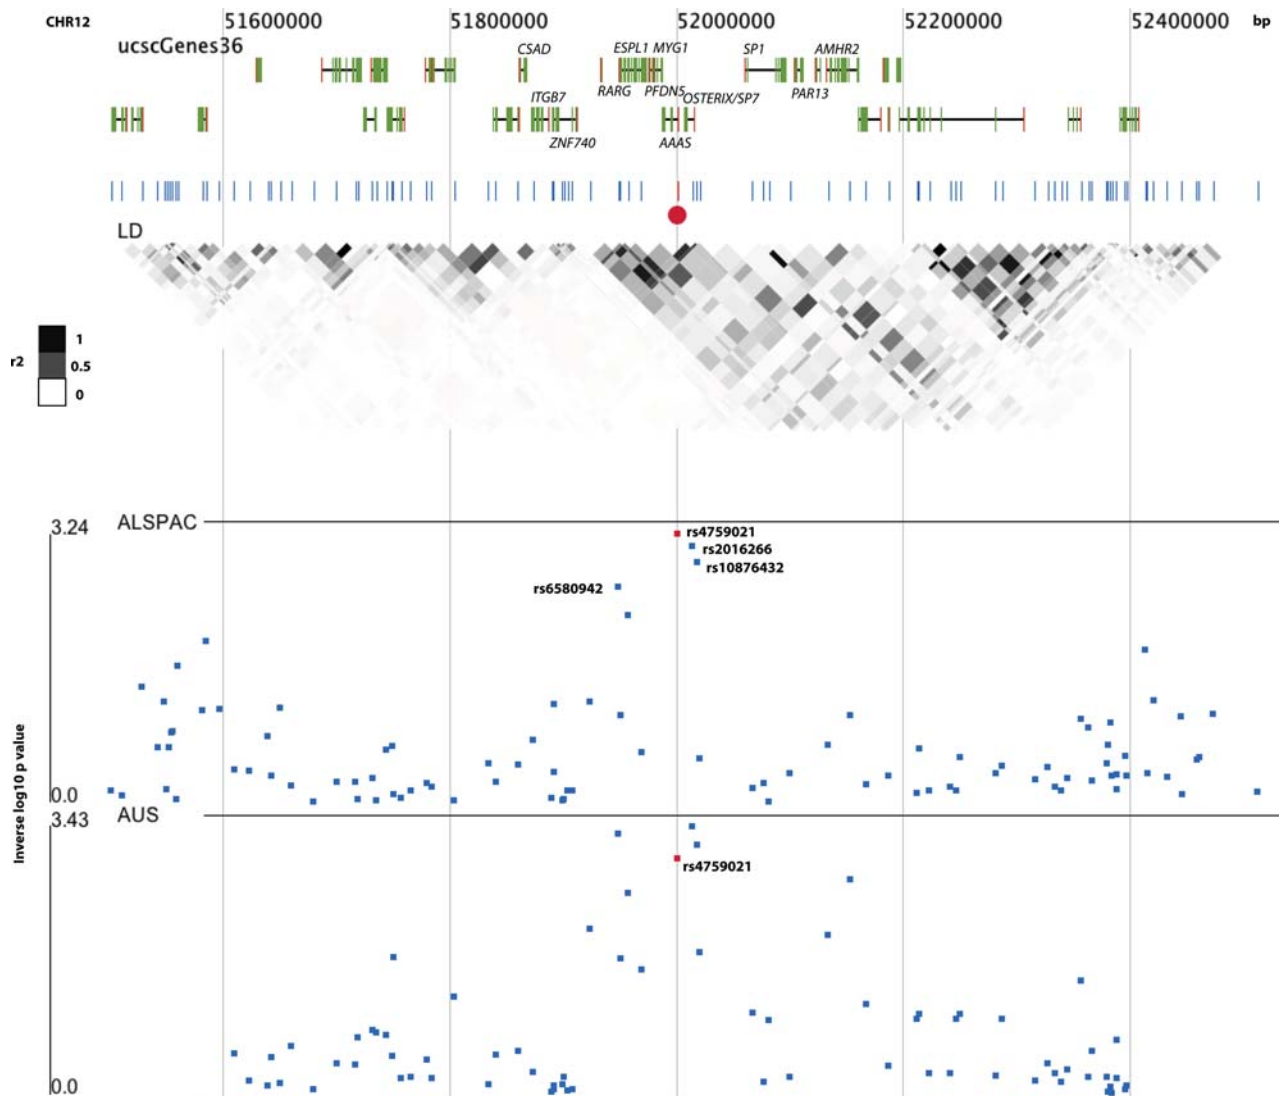 CHR12 51600000 51800000 52000000 52200000 52400000 bp
ucscGenes36
CSAD ESPL1 MYG1 SP1 AMHR2
ITGB7 RARG PFDN5 OSTERIX/SP7 PAR13
ZNF740 AAAS
LD
r2
1
0.5
0
ALSPAC
3.24
rs4759021
rs2016266
rs10876432
rs6580942
0.0
Inverse log10 p value
AUS
3.43
rs4759021
0.0